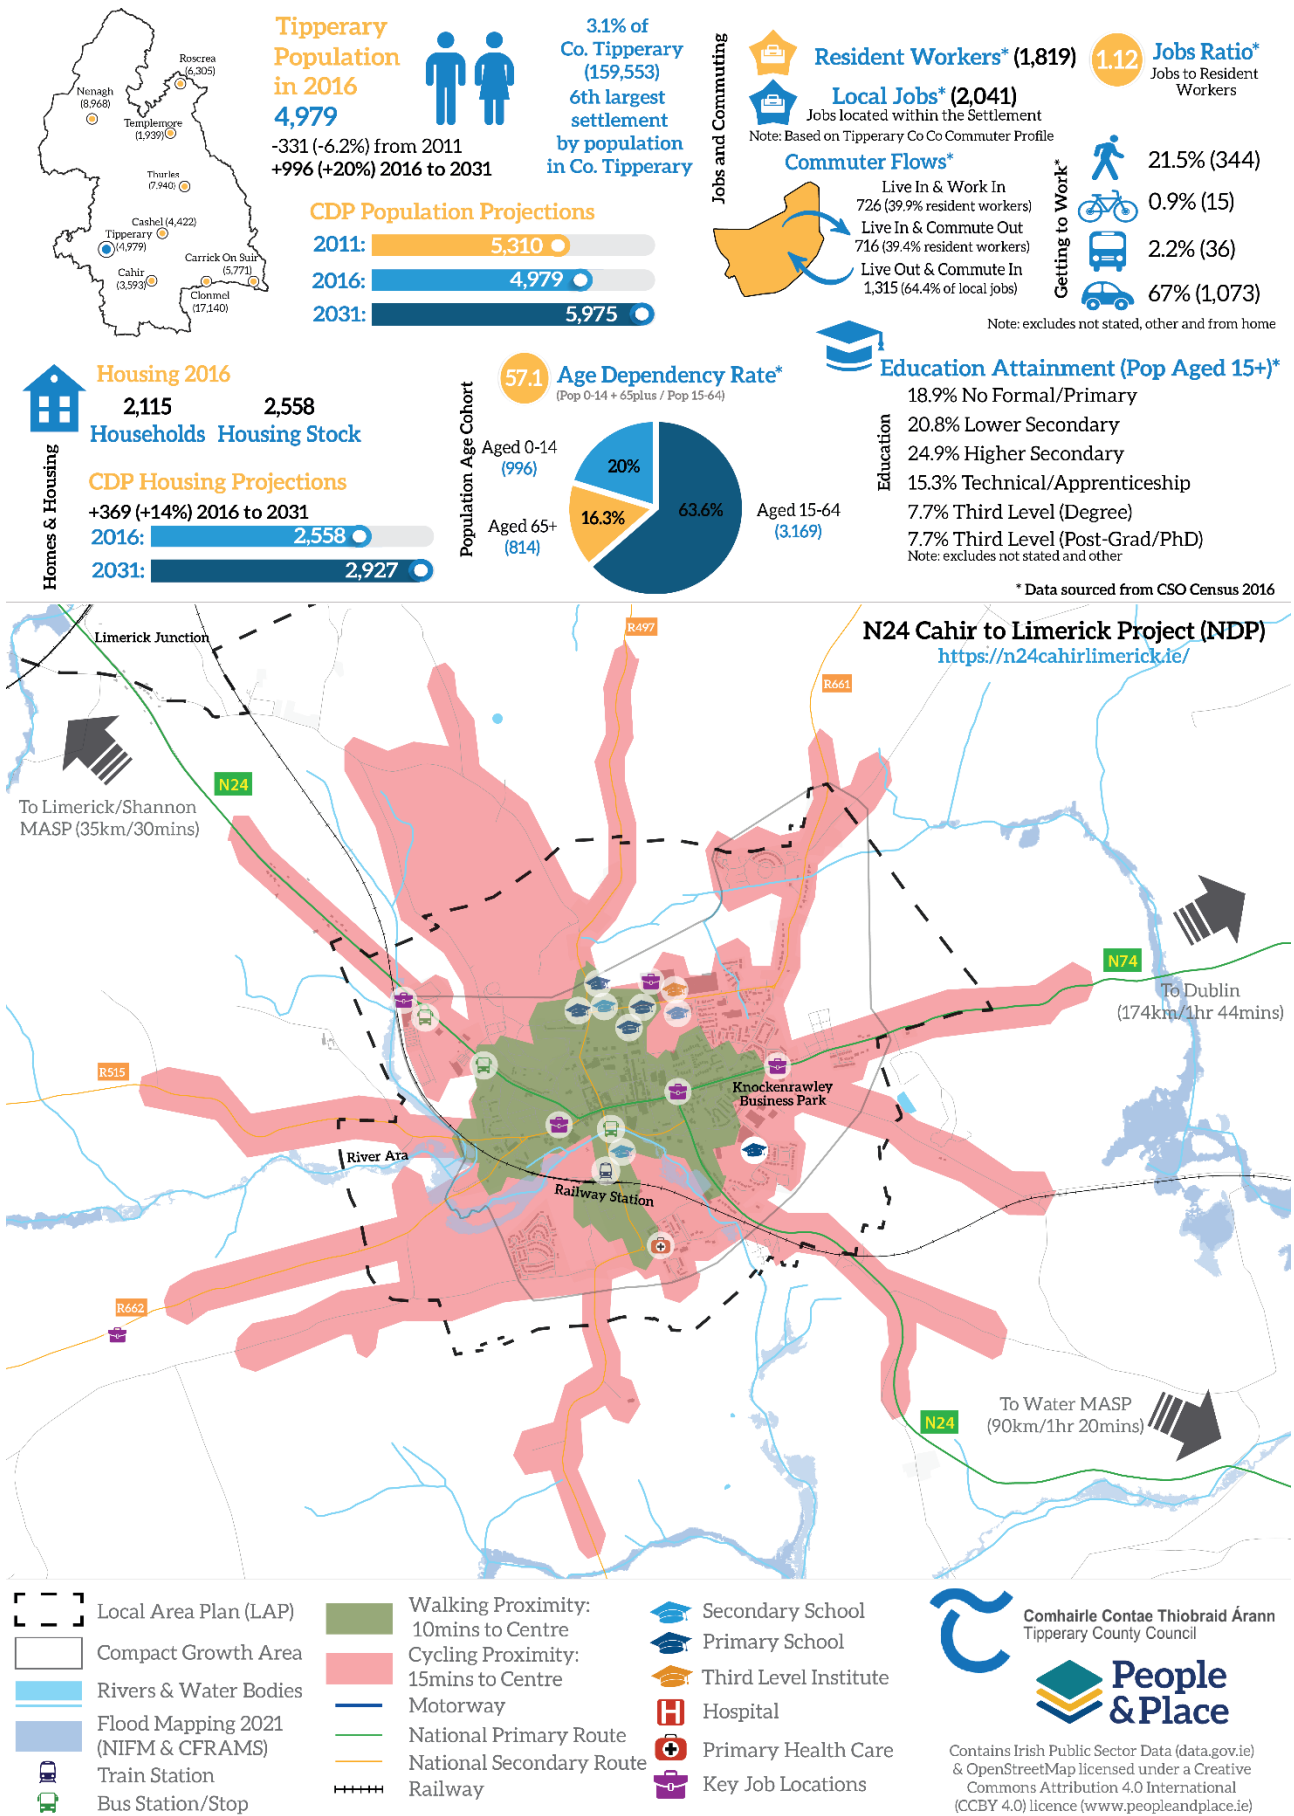 Roscrea
(6,305)
Nenagh
(8,968)
Templemore
(1,939)
Thurles
(7,940)
Cashel (4,422)
Tipperary
(4,979)
Cahir
(3,593)
Carrick On Suir
(5,771)
Clonmel
(17,140)
Tipperary
Population
in 2016
4,979
-331 (-6.2%) from 2011
+996 (+20%) 2016 to 2031
3.1% of
Co. Tipperary
(159,553)
6th largest
settlement
by population
in Co. Tipperary
CDP Population Projections
2011: 5,310
2016: 4,979
2031: 5,975
Jobs and Commuting
Resident Workers* (1,819)
Local Jobs* (2,041)
Jobs located within the Settlement
Note: Based on Tipperary Co Co Commuter Profile
1.12 Jobs Ratio*
Jobs to Resident
Workers
Commuter Flows*
Live In & Work In
726 (39.9% resident workers)
Live In & Commute Out
716 (39.4% resident workers)
Live Out & Commute In
1,315 (64.4% of local jobs)
Getting to Work*
21.5% (344)
0.9% (15)
2.2% (36)
67% (1,073)
Note: excludes not stated, other and from home
Homes & Housing
Housing 2016
2,115 2,558
Households Housing Stock
CDP Housing Projections
+369 (+14%) 2016 to 2031
2016: 2,558
2031: 2,927
Population Age Cohort
57.1 Age Dependency Rate*
(Pop 0-14 + 65plus / Pop 15-64)
Aged 0-14
(996)
20%
Aged 65+
(814)
16.3%
63.6%
Aged 15-64
(3.169)
Education
Education Attainment (Pop Aged 15+)*
18.9% No Formal/Primary
20.8% Lower Secondary
24.9% Higher Secondary
15.3% Technical/Apprenticeship
7.7% Third Level (Degree)
7.7% Third Level (Post-Grad/PhD)
Note: excludes not stated and other
* Data sourced from CSO Census 2016
N24 Cahir to Limerick Project (NDP)
https://n24cahirlimerick.ie/
Limerick Junction
R497
R661
N24
To Limerick/Shannon
MASP (35km/30mins)
N74
To Dublin
(174km/1hr 44mins)
R515
Knockenrawley
Business Park
River Ara
Railway Station
R662
To Water MASP
(90km/1hr 20mins)
N24
Local Area Plan (LAP)
Compact Growth Area
Rivers & Water Bodies
Flood Mapping 2021
(NIFM & CFRAMS)
Train Station
Bus Station/Stop
Walking Proximity:
10mins to Centre
Cycling Proximity:
15mins to Centre
Motorway
National Primary Route
National Secondary Route
Railway
Secondary School
Primary School
Third Level Institute
H Hospital
Primary Health Care
Key Job Locations
Comhairle Contae Thiobraid Árann
Tipperary County Council
People
& Place
Contains Irish Public Sector Data (data.gov.ie)
& OpenStreetMap licensed under a Creative
Commons Attribution 4.0 International
(CCBY 4.0) licence (www.peopleandplace.ie)